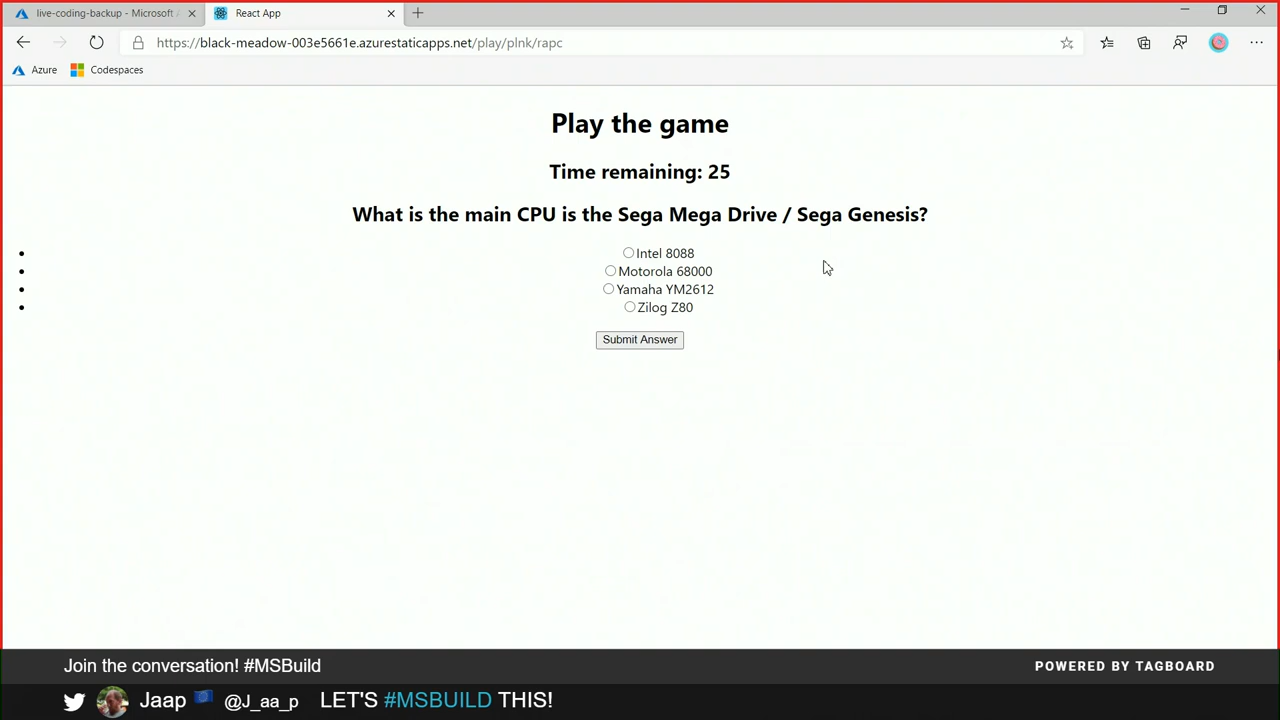 live-coding-backup - Microsoft
React App
https://black-meadow-003e5661e.azurestaticapps.net/play/plnk/rapc
Azure
Codespaces
Play the game
Time remaining: 25
What is the main CPU is the Sega Mega Drive / Sega Genesis?
Intel 8088
Motorola 68000
Yamaha YM2612
Zilog Z80
Submit Answer
Join the conversation! #MSBuild
POWERED BY TAGBOARD
Jaap @J_aa_p LET'S #MSBUILD THIS!